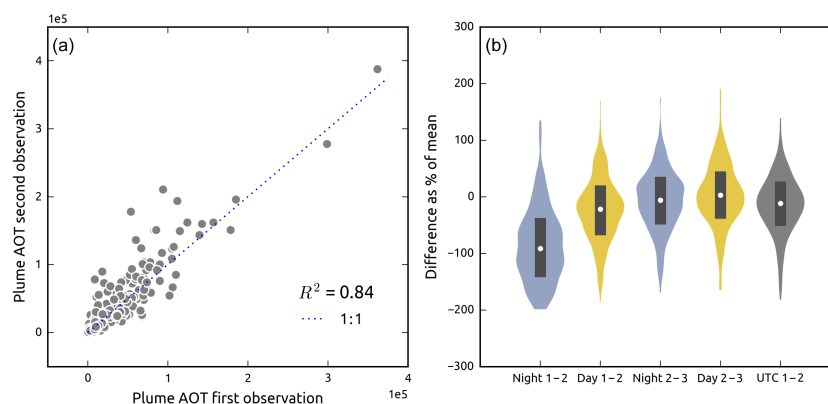 1e5
(a)
4
3
2
1
0
Plume AOT second observation
R² = 0.84
1:1
0
1
2
3
4
1e5
Plume AOT first observation
(b)
300
200
100
0
−100
−200
−300
Difference as % of mean
Night 1−2
Day 1−2
Night 2−3
Day 2−3
UTC 1−2